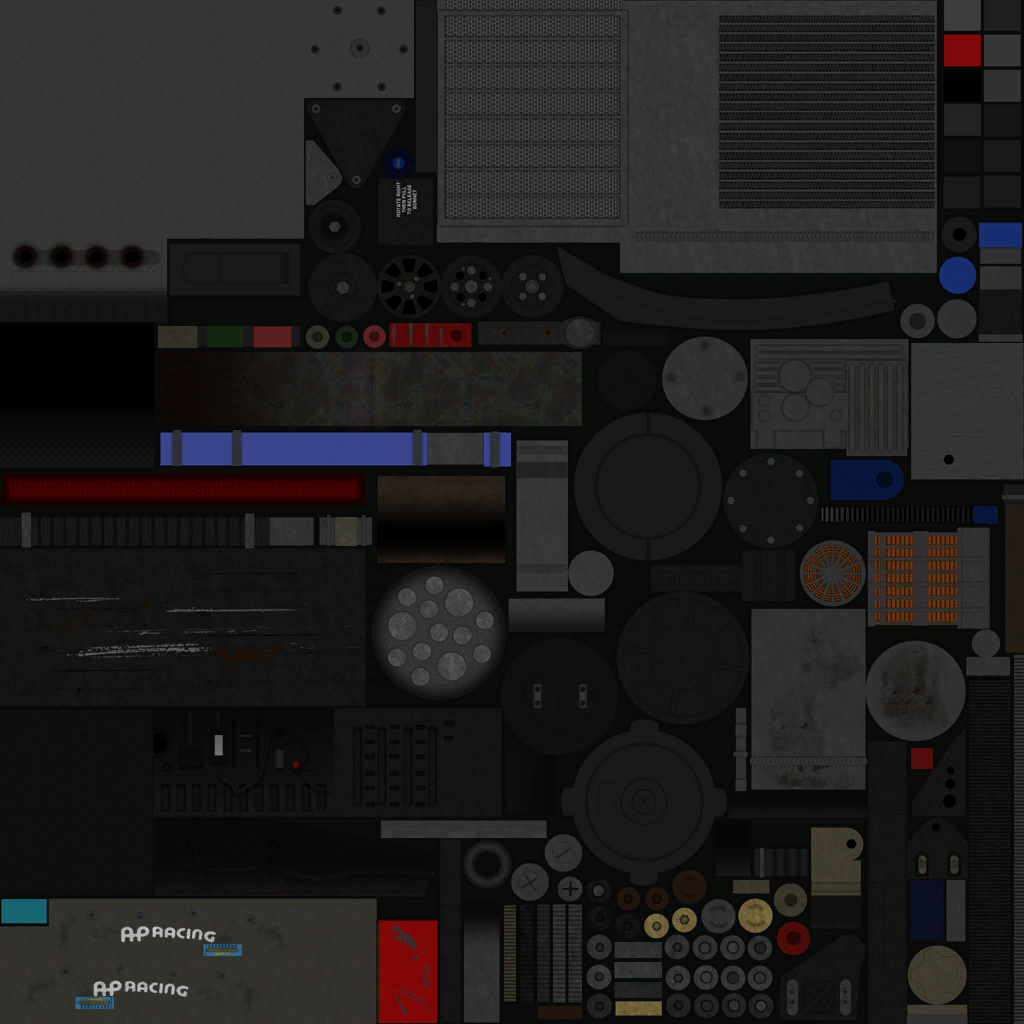 ROTATE RIGHT
THEN PULL
TO RELEASE
BONNET
AP RACING
AP RACING